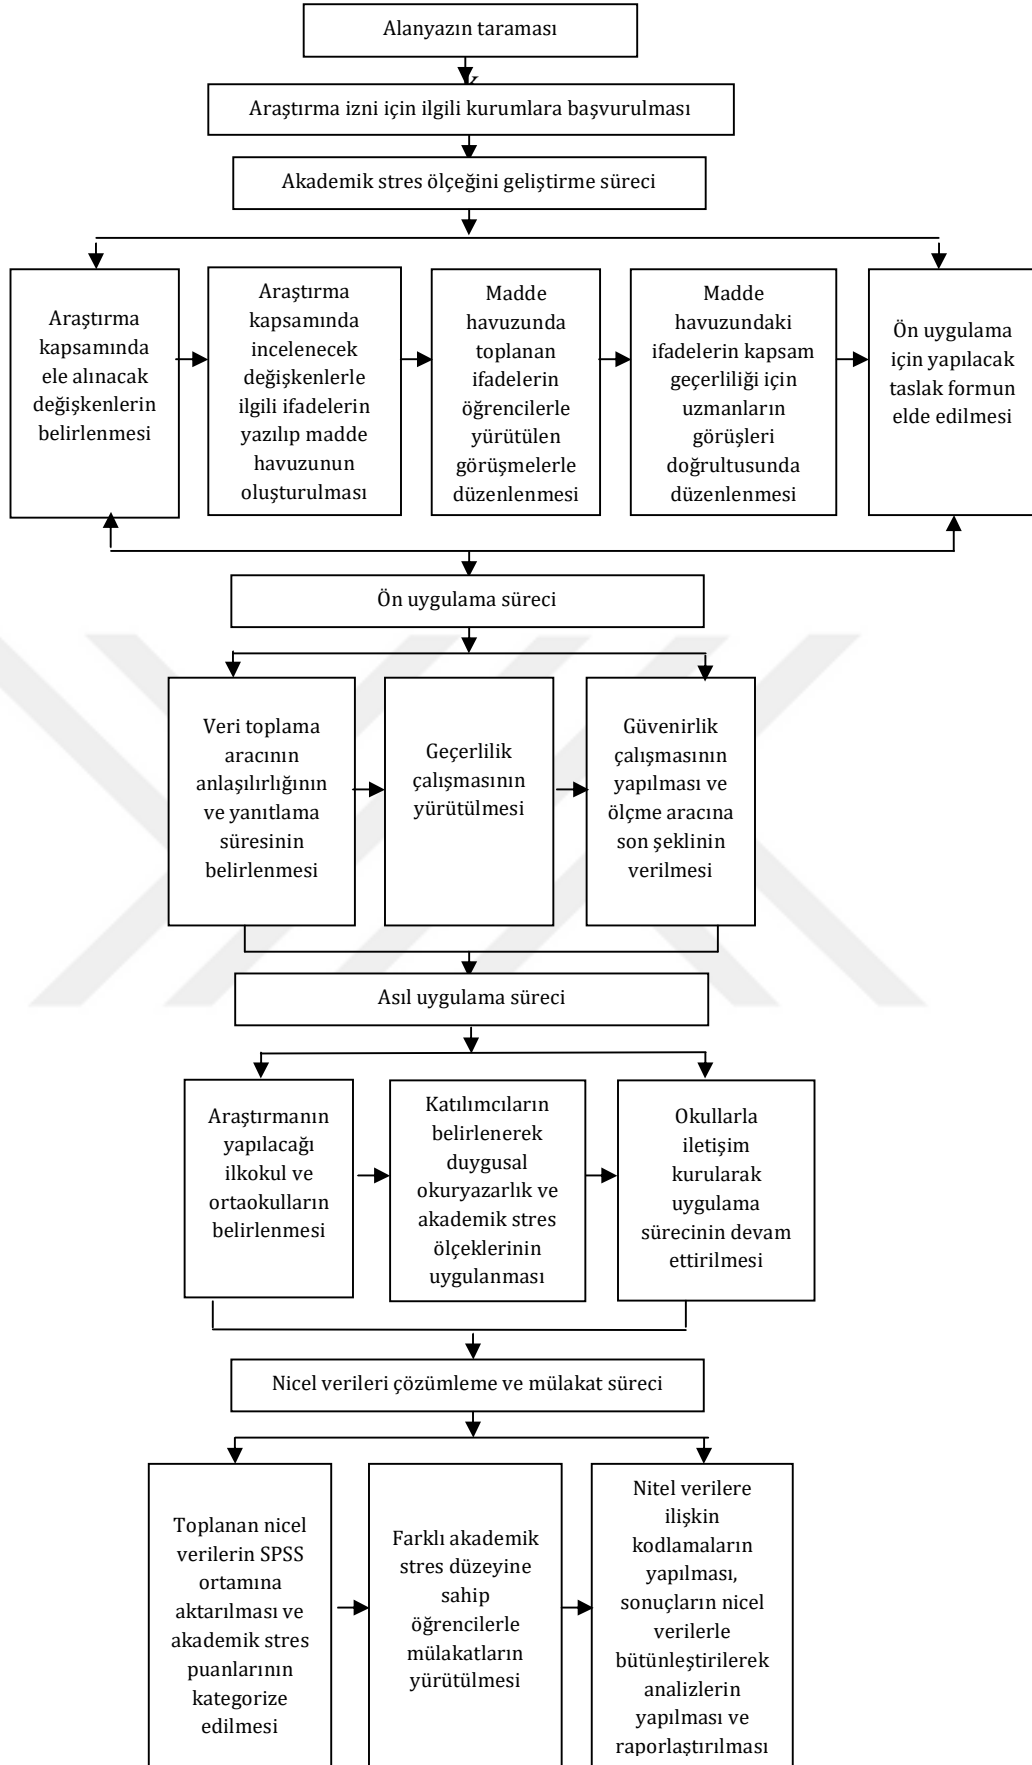 Alanyazın taraması
Araştırma izni için ilgili kurumlara başvurulması
Akademik stres ölçeğini geliştirme süreci
Araştırma
kapsamında
ele alınacak
değişkenlerin
belirlenmesi
Araştırma
kapsamında
incelenecek
değişkenlerle
ilgili ifadelerin
yazılıp madde
havuzunun
oluşturulması
Madde
havuzunda
toplanan
ifadelerin
öğrencilerle
yürütülen
görüşmelerle
düzenlenmesi
Madde
havuzundaki
ifadelerin kapsam
geçerliliği için
uzmanların
görüşleri
doğrultusunda
düzenlenmesi
Ön uygulama
için yapılacak
taslak formun
elde edilmesi
Ön uygulama süreci
Veri toplama
aracının
anlaşılırlığının
ve yanıtlama
süresinin
belirlenmesi
Geçerlilik
çalışmasının
yürütülmesi
Güvenirlik
çalışmasının
yapılması ve
ölçme aracına
son şeklinin
verilmesi
Asıl uygulama süreci
Araştırmanın
yapılacağı
ilkokul ve
ortaokulların
belirlenmesi
Katılımcıların
belirlenerek
duygusal
okuryazarlık ve
akademik stres
ölçeklerinin
uygulanması
Okullarla
iletişim
kurularak
uygulama
sürecinin devam
ettirilmesi
Nicel verileri çözümleme ve mülakat süreci
Toplanan nicel
verilerin SPSS
ortamına
aktarılması ve
akademik stres
puanlarının
kategorize
edilmesi
Farklı akademik
stres düzeyine
sahip
öğrencilerle
mülakatların
yürütülmesi
Nitel verilere
ilişkin
kodlamaların
yapılması,
sonuçların nicel
verilerle
bütünleştirilerek
analizlerin
yapılması ve
raporlaştırılması